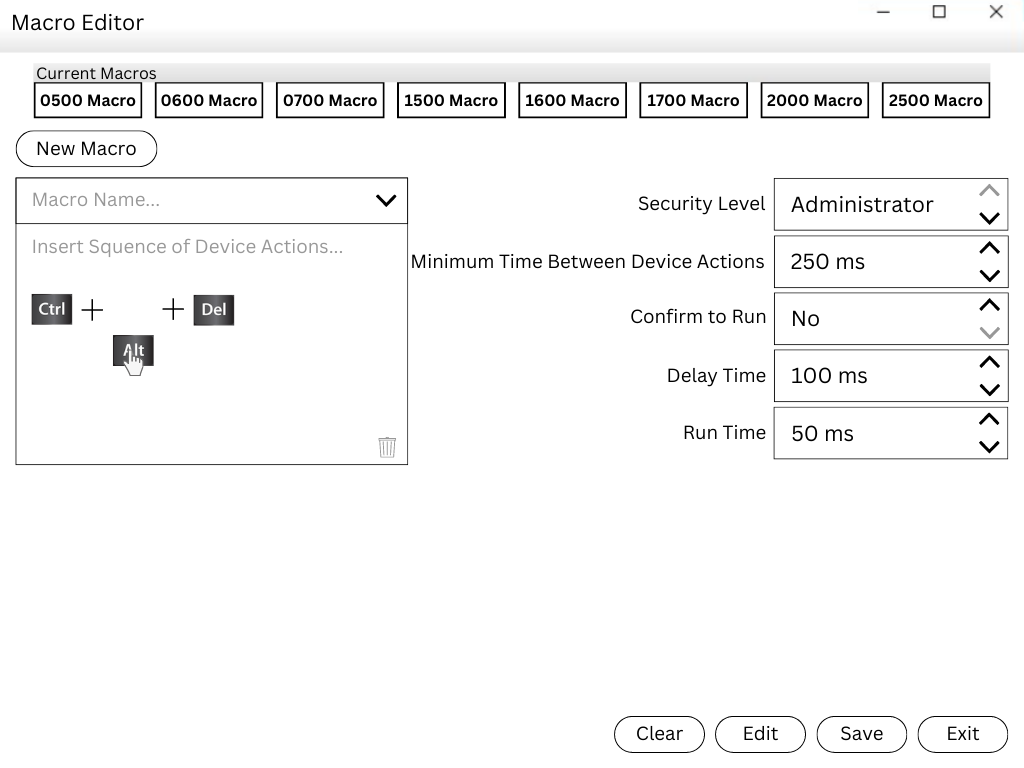 Macro Editor
Current Macros
0500 Macro 0600 Macro 0700 Macro 1500 Macro 1600 Macro 1700 Macro 2000 Macro 2500 Macro
New Macro
Macro Name...
Insert Squence of Device Actions...
Ctrl + + Del
Alt
Security Level Administrator
Minimum Time Between Device Actions 250 ms
Confirm to Run No
Delay Time 100 ms
Run Time 50 ms
Clear Edit Save Exit